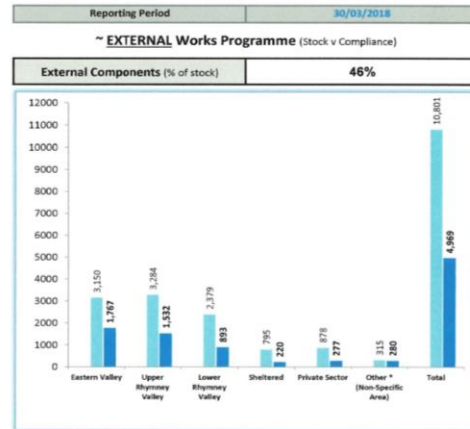 Reporting Period 30/03/2018
~ EXTERNAL Works Programme (Stock v Compliance)
External Components (% of stock) 46%
12000
11000
10000
9000
8000
7000
6000
5000
4000
3000
2000
1000
0
3,150 1,767 3,284 1,532 2,379 893 795 220 878 277 315 280 10,801 4,969
Eastern Valley Upper Lower Sheltered Private Sector Other * Total
Rhymney Rhymney (Non-Specific
Valley Valley Area)